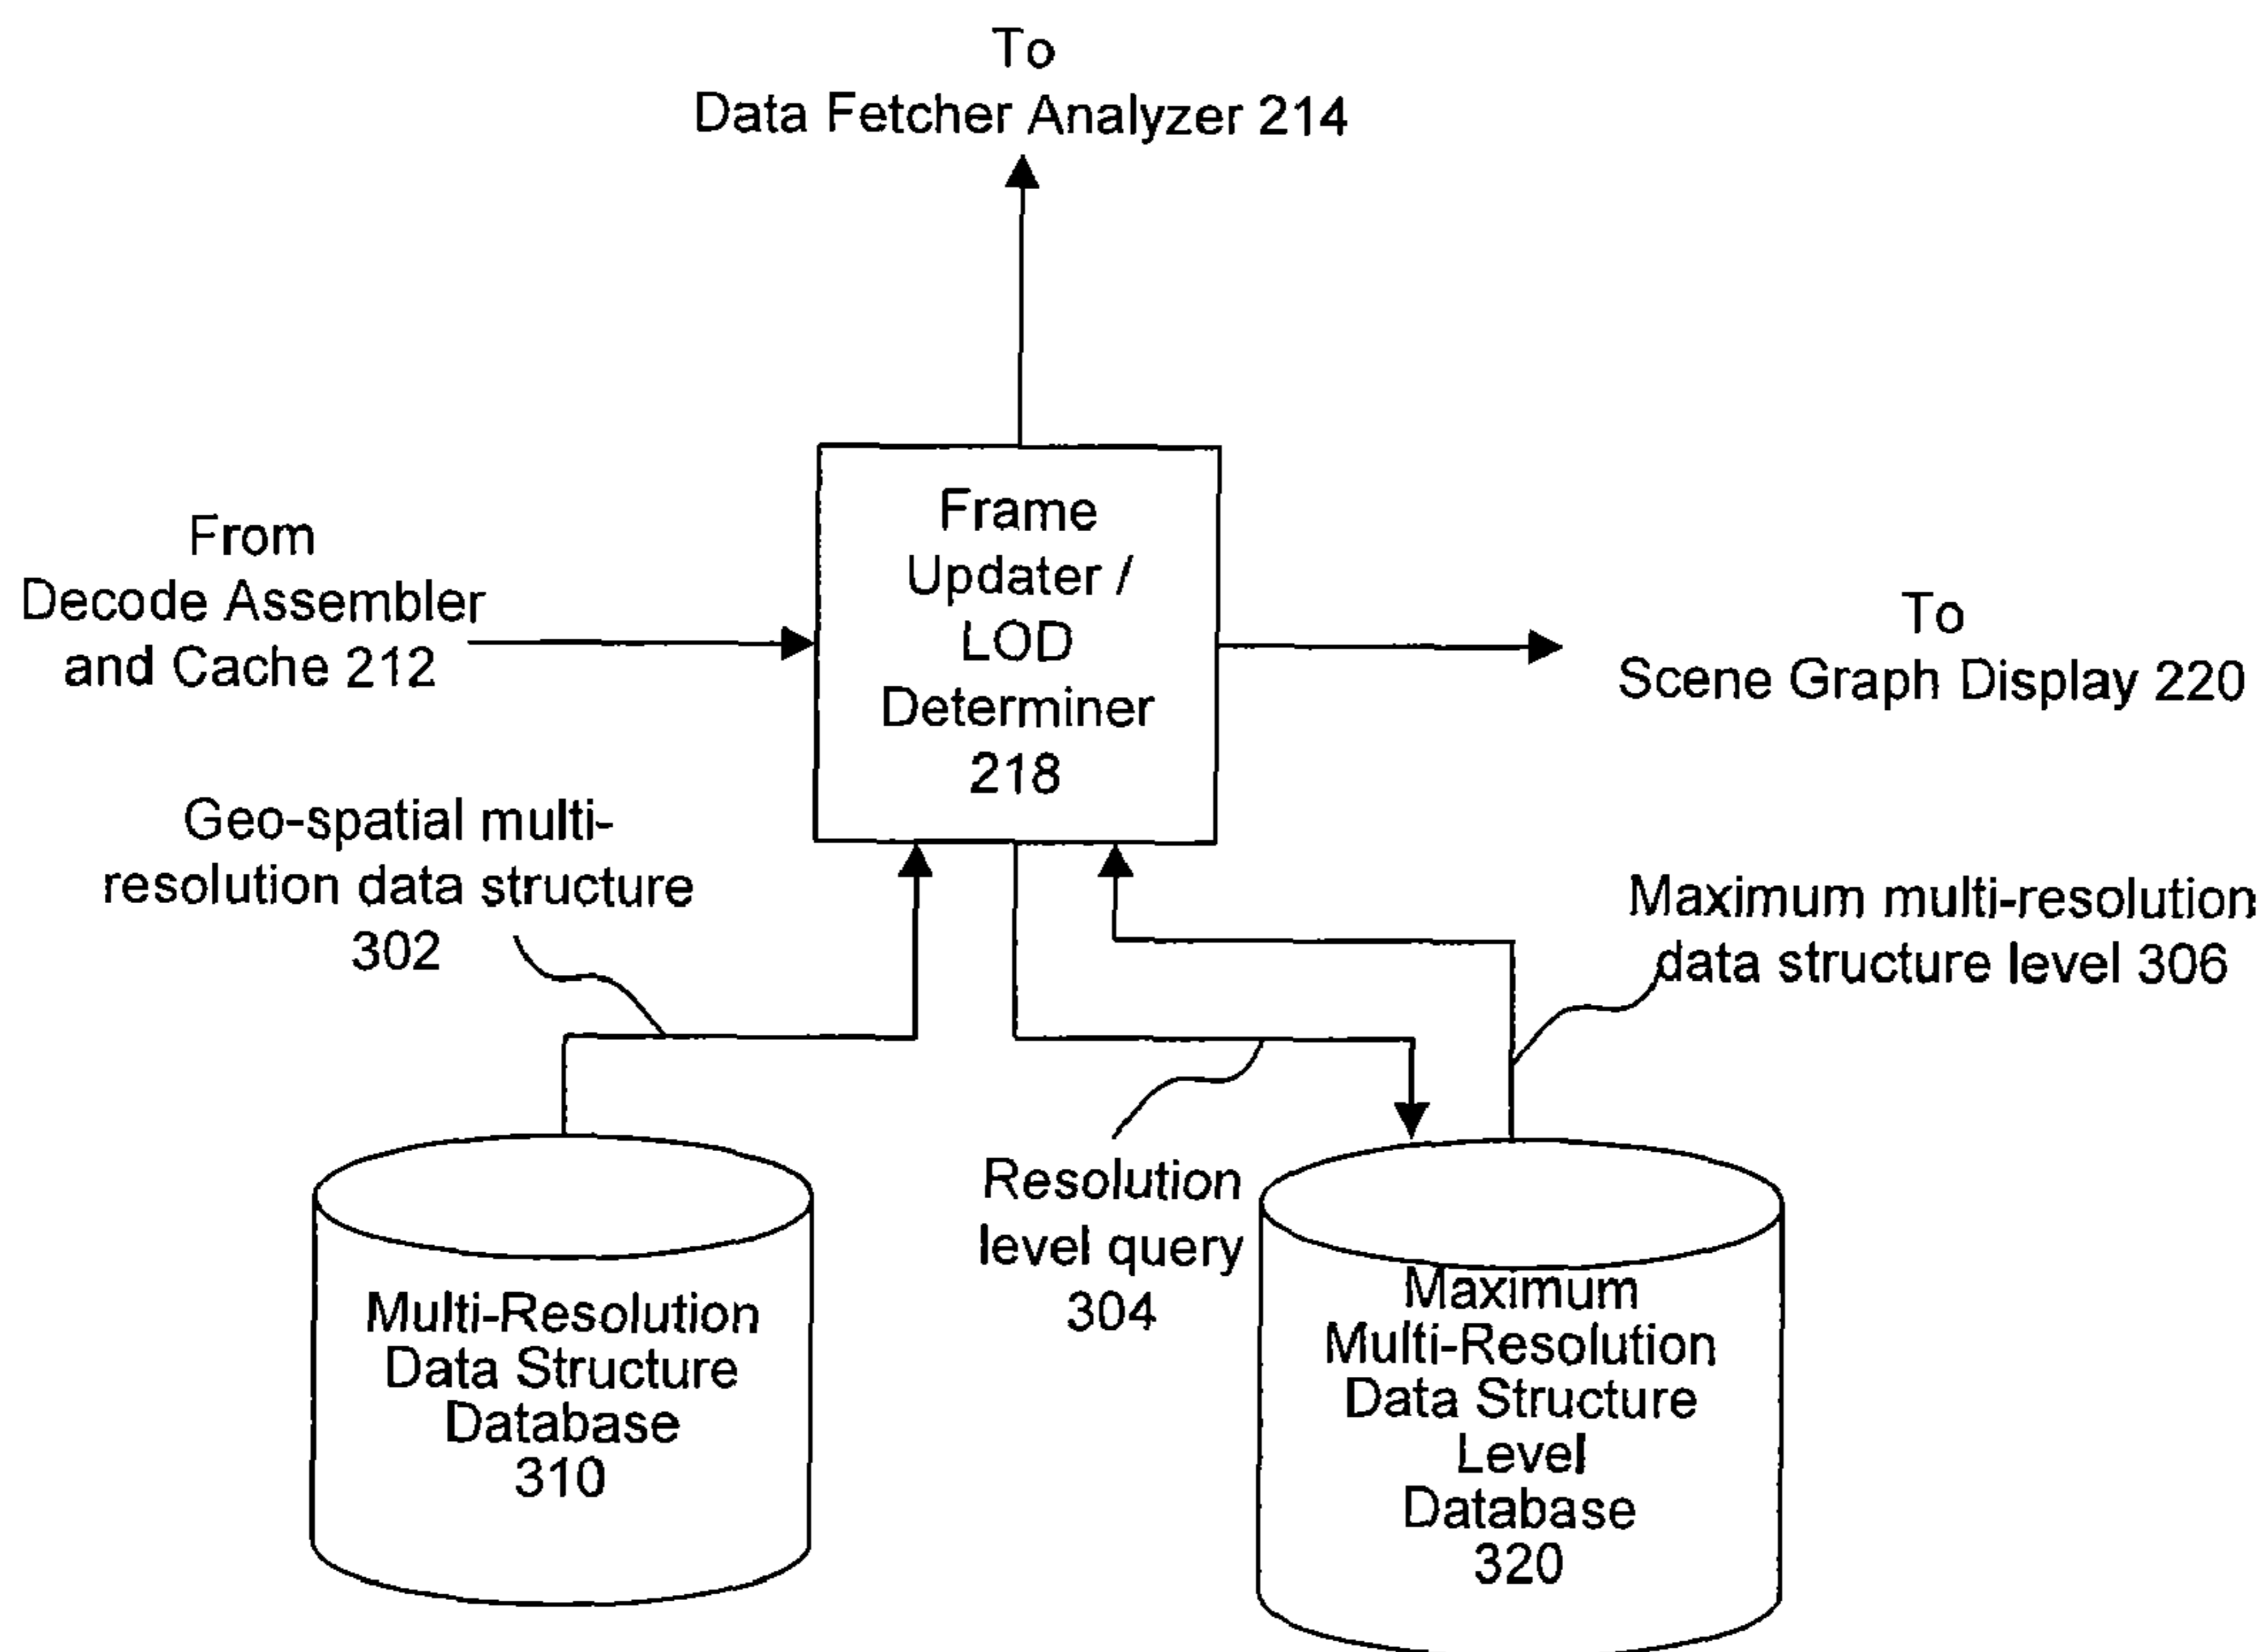 To
Data Fetcher Analyzer 214
From
Decode Assembler
and Cache 212
Frame
Updater /
LOD
Determiner
218
To
Scene Graph Display 220
Geo-spatial multi-
resolution data structure
302
Maximum multi-resolution
data structure level 306
Resolution
level query
304
Multi-Resolution
Data Structure
Database
310
Maximum
Multi-Resolution
Data Structure
Level
Database
320